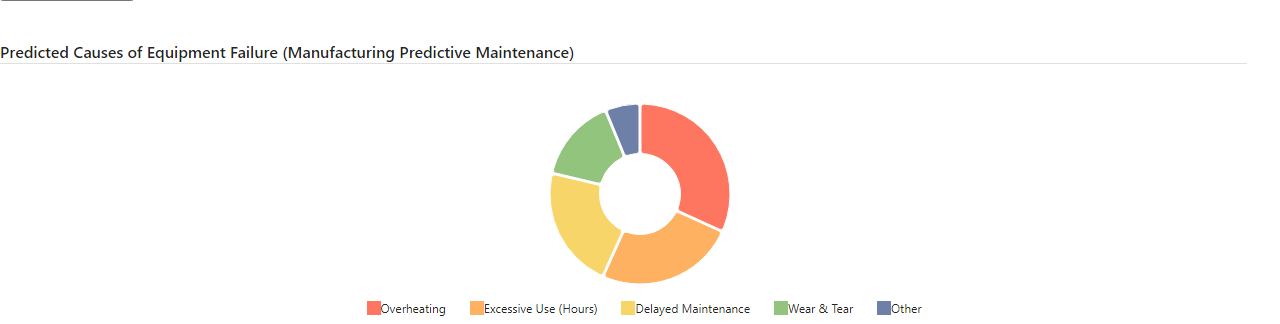 Predicted Causes of Equipment Failure (Manufacturing Predictive Maintenance)
Overheating Excessive Use (Hours) Delayed Maintenance Wear & Tear Other